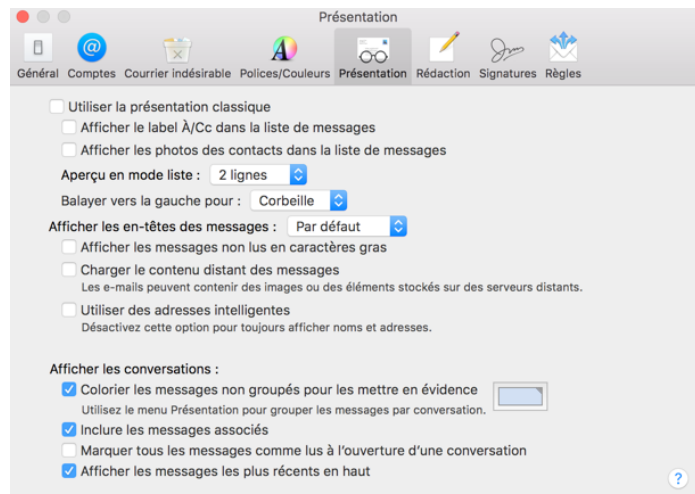 Présentation
Général Comptes Courrier indésirable Polices/Couleurs Présentation Rédaction Signatures Règles
Utiliser la présentation classique
Afficher le label À/Cc dans la liste de messages
Afficher les photos des contacts dans la liste de messages
Aperçu en mode liste : 2 lignes
Balayer vers la gauche pour : Corbeille
Afficher les en-têtes des messages : Par défaut
Afficher les messages non lus en caractères gras
Charger le contenu distant des messages
Les e-mails peuvent contenir des images ou des éléments stockés sur des serveurs distants.
Utiliser des adresses intelligentes
Désactivez cette option pour toujours afficher noms et adresses.
Afficher les conversations :
Colorier les messages non groupés pour les mettre en évidence
Utilisez le menu Présentation pour grouper les messages par conversation.
Inclure les messages associés
Marquer tous les messages comme lus à l'ouverture d'une conversation
Afficher les messages les plus récents en haut
?